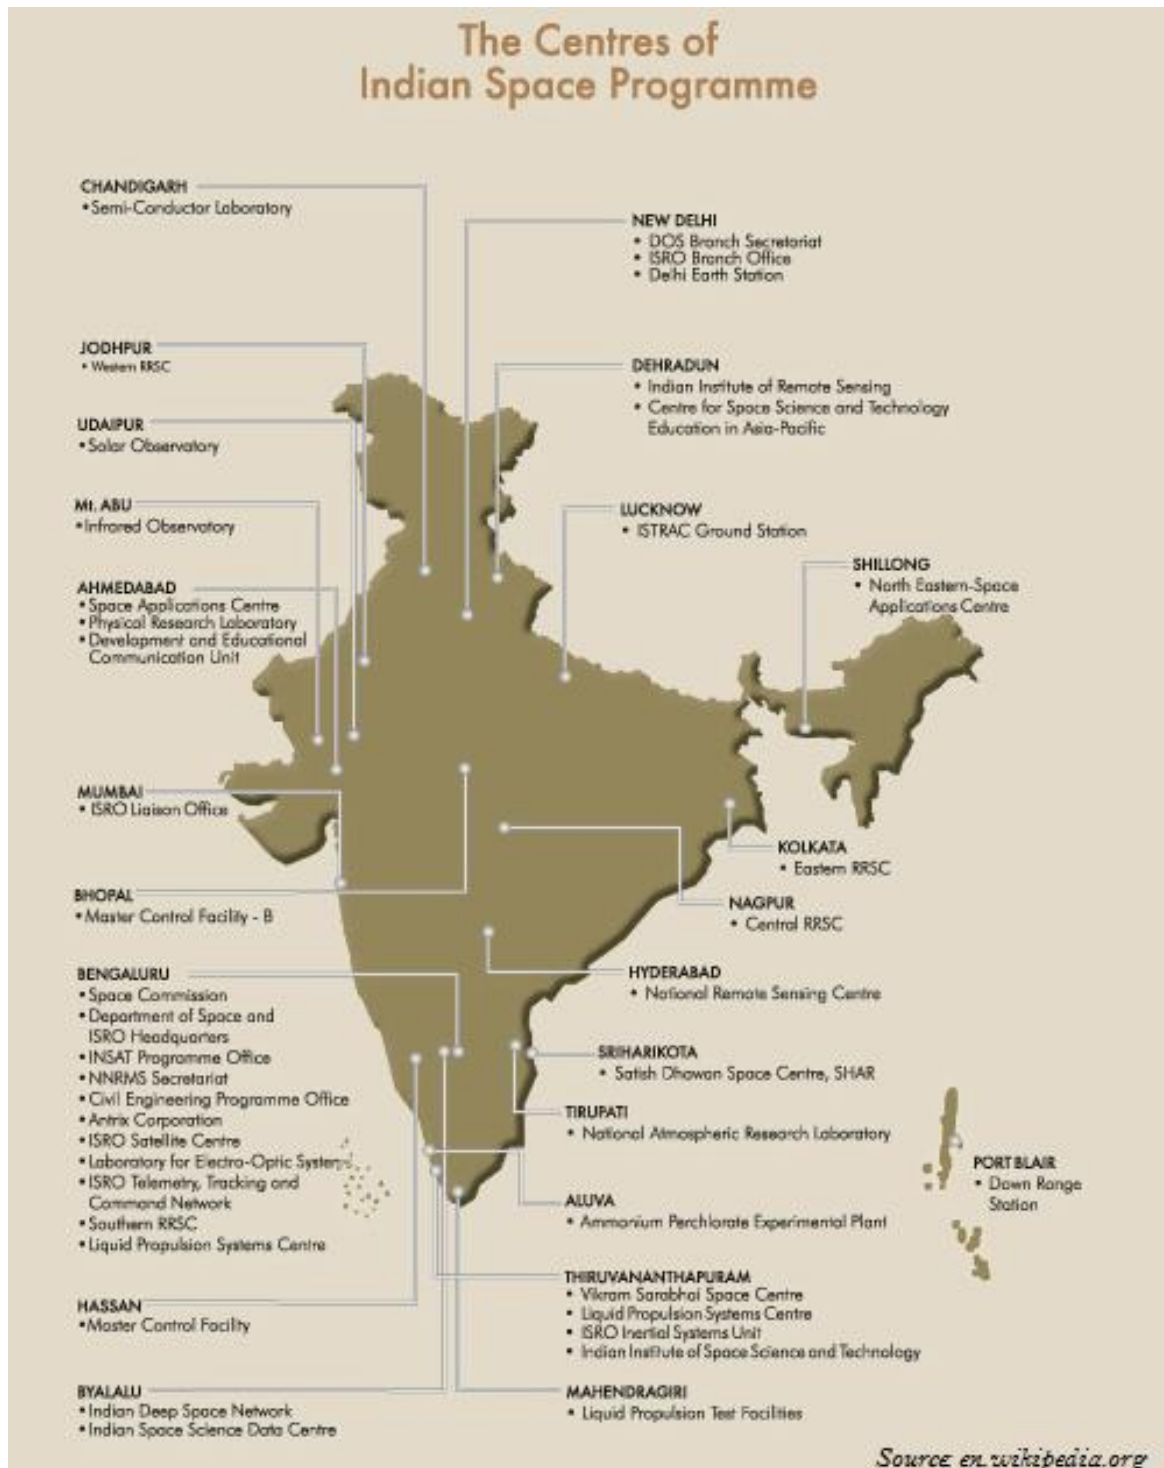 The Centres of
Indian Space Programme
CHANDIGARH
•Semi-Conductor Laboratory
NEW DELHI
• DOS Branch Secretariat
• ISRO Branch Office
• Delhi Earth Station
JODHPUR
• Western RRSC
DEHRADUN
• Indian Institute of Remote Sensing
• Centre for Space Science and Technology
Education in Asia-Pacific
UDAIPUR
•Solar Observatory
Mt. ABU
•Infrared Observatory
LUCKNOW
• ISTRAC Ground Station
SHILLONG
• North Eastern-Space
Applications Centre
AHMEDABAD
•Space Applications Centre
•Physical Research Laboratory
•Development and Educational
Communication Unit
MUMBAI
• ISRO Liaison Office
KOLKATA
• Eastern RRSC
BHOPAL
•Master Control Facility - B
NAGPUR
• Central RRSC
HYDERABAD
• National Remote Sensing Centre
BENGALURU
•Space Commission
•Department of Space and
ISRO Headquarters
•INSAT Programme Office
•NNRMS Secretariat
•Civil Engineering Programme Office
•Antrix Corporation
•ISRO Satellite Centre
•Laboratory for Electro-Optic Systems
•ISRO Telemetry, Tracking and
Command Network
•Southern RRSC
•Liquid Propulsion Systems Centre
SRIHARIKOTA
• Satish Dhawan Space Centre, SHAR
TIRUPATI
• National Atmospheric Research Laboratory
PORT BLAIR
• Down Range
Station
ALUVA
• Ammonium Perchlorate Experimental Plant
THIRUVANANTHAPURAM
• Vikram Sarabhai Space Centre
• Liquid Propulsion Systems Centre
• ISRO Inertial Systems Unit
• Indian Institute of Space Science and Technology
HASSAN
•Master Control Facility
BYALALU
•Indian Deep Space Network
•Indian Space Science Data Centre
MAHENDRAGIRI
• Liquid Propulsion Test Facilities
Source: en.wikipedia.org